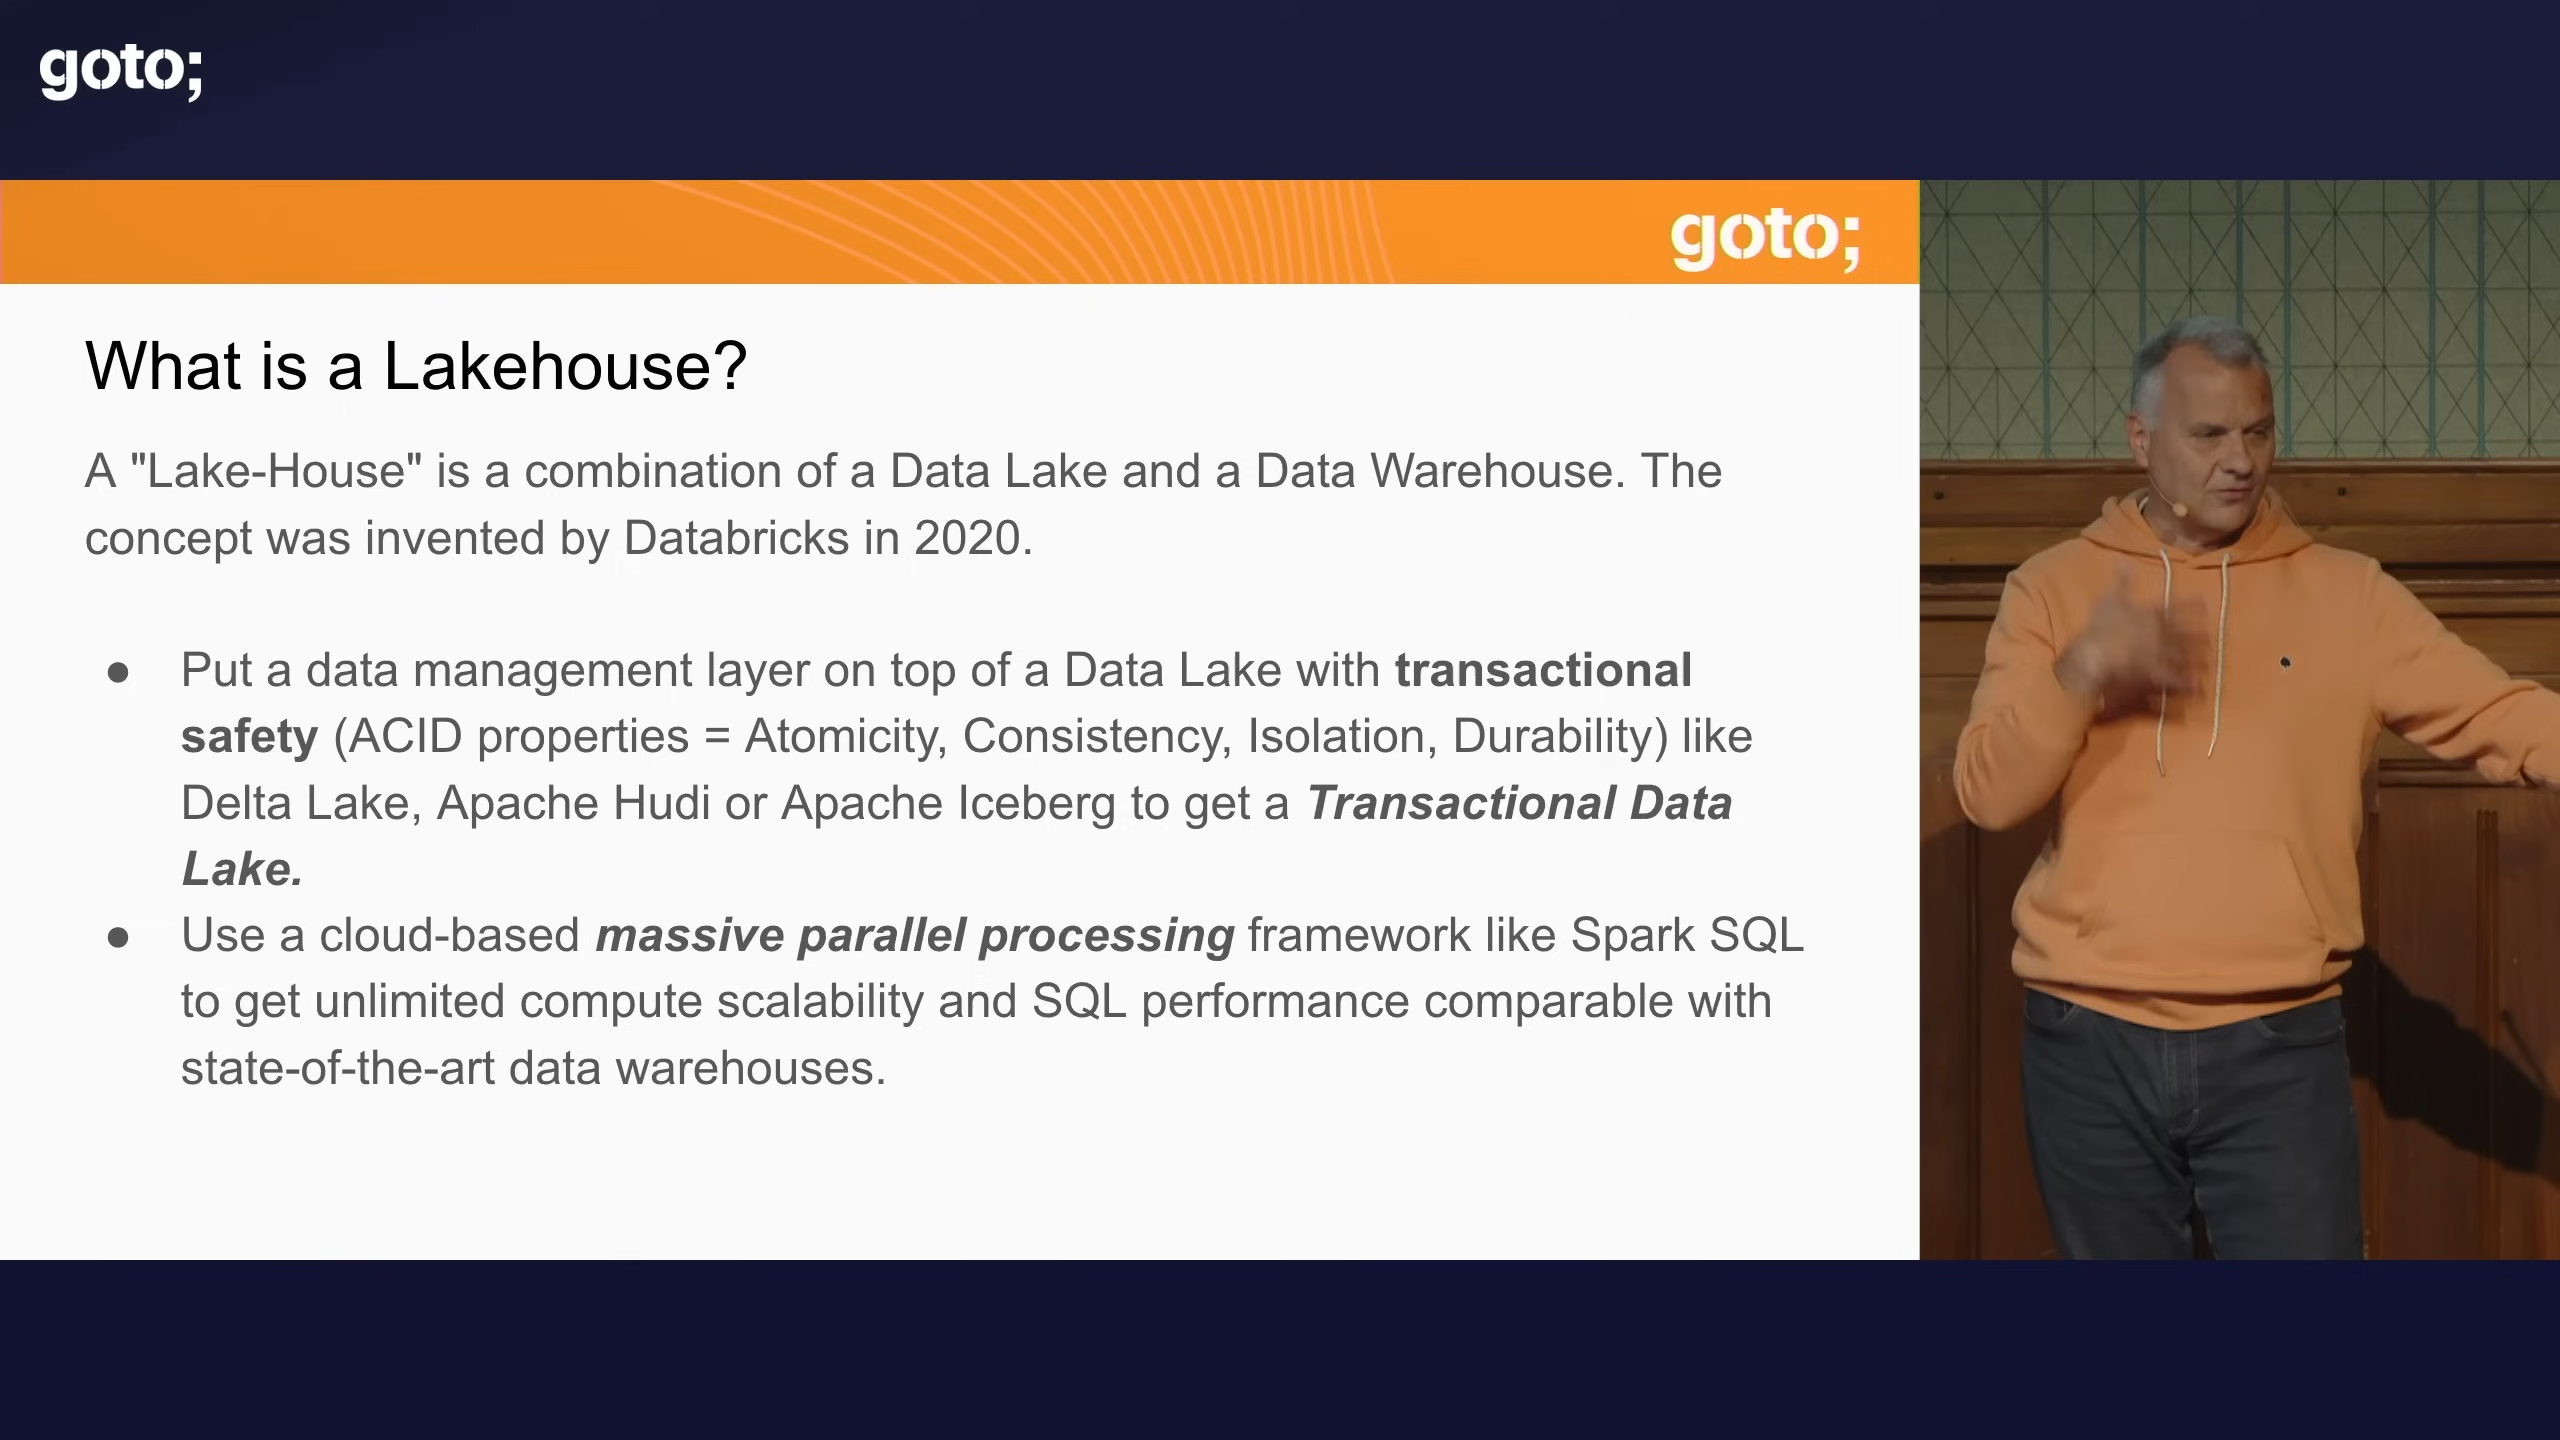 goto;
goto;
What is a Lakehouse?
A "Lake-House" is a combination of a Data Lake and a Data Warehouse. The
concept was invented by Databricks in 2020.
● Put a data management layer on top of a Data Lake with transactional
safety (ACID properties = Atomicity, Consistency, Isolation, Durability) like
Delta Lake, Apache Hudi or Apache Iceberg to get a Transactional Data
Lake.
● Use a cloud-based massive parallel processing framework like Spark SQL
to get unlimited compute scalability and SQL performance comparable with
state-of-the-art data warehouses.